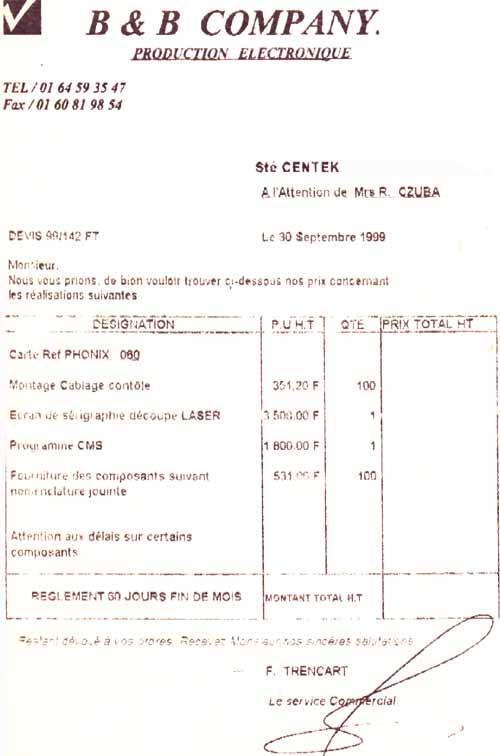 B & B COMPANY.
PRODUCTION ELECTRONIQUE
TEL / 01 64 59 35 47
Fax / 01 60 81 98 54
Sté CENTEK
A l'Attention de Mrs R. CZUBA
DEVIS 99/142 FT Le 30 Septembre 1999
Monsieur,
Nous vous prions, de bien vouloir trouver ci-dessous nos prix concernant
les réalisations suivantes
DESIGNATION P.U H.T QTE PRIX TOTAL HT
Carte Ref PHONIX 060
Montage Cablage contôle 351,20 F 100
Ecran de sérigraphie découpe LASER 3 500,00 F 1
Programme CMS 1 800,00 F 1
Fourniture des composants suivant 531,00 F 100
nomenclature jointe
Attention aux délais sur certains
composants
REGLEMENT 60 JOURS FIN DE MOIS MONTANT TOTAL H.T
Restant dévoué à vos ordres. Recevez Monsieur nos sincères salutations
F. TRENCART
Le service Commercial